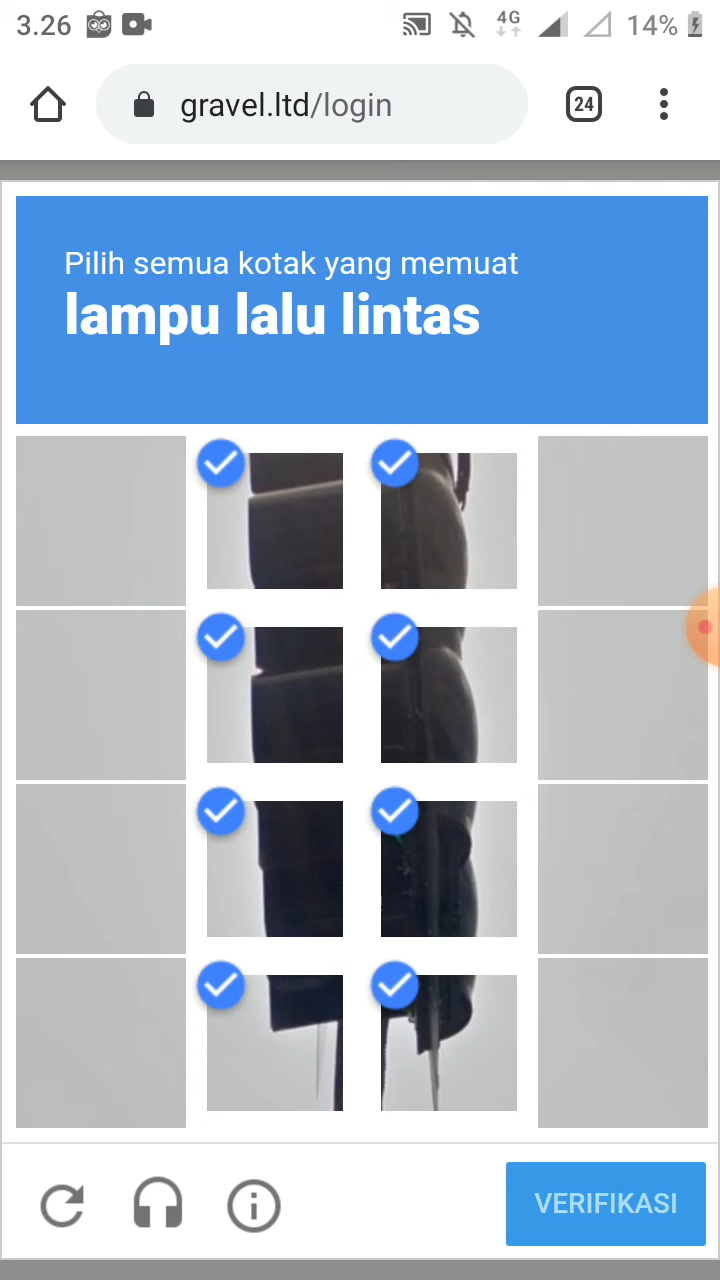 3.26
4G
14%
gravel.ltd/login
24
Pilih semua kotak yang memuat
lampu lalu lintas
VERIFIKASI